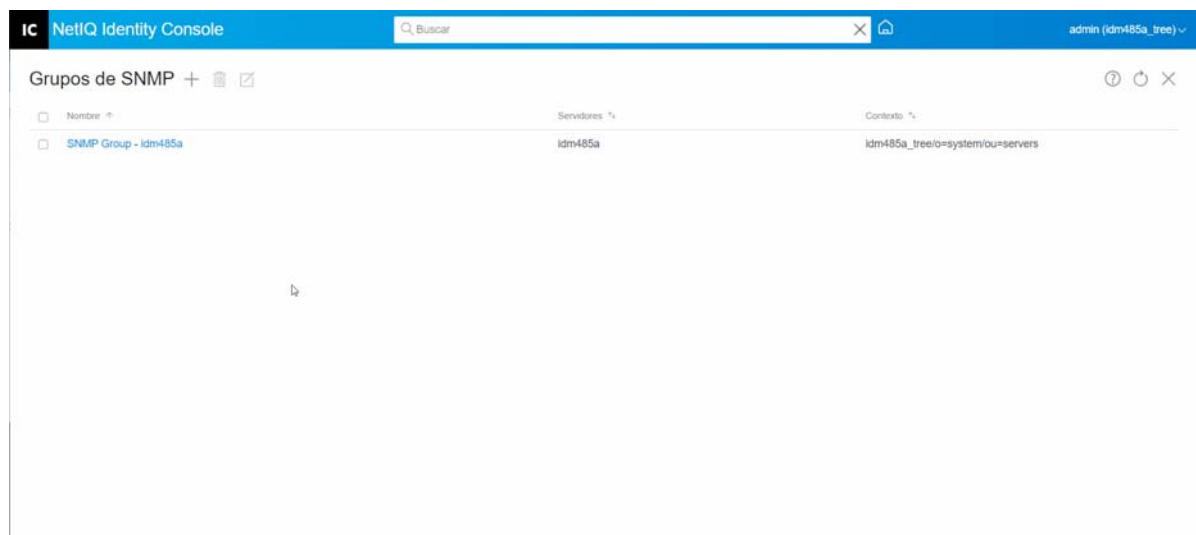 IC NetIQ Identity Console Buscar admin (idm485a_tree)
Grupos de SNMP
Nombre Servidores Contexto
SNMP Group - idm485a idm485a idm485a_tree/o=system/ou=servers